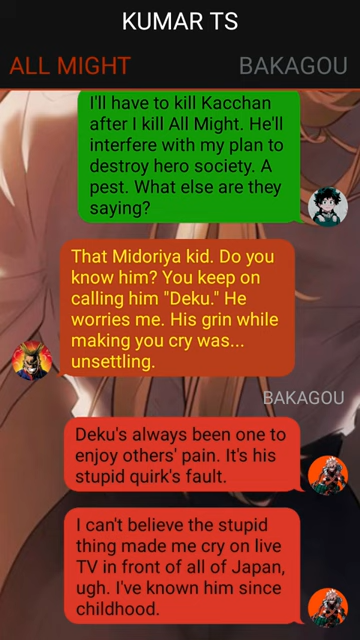 KUMAR TS
ALL MIGHT BAKAGOU
I'll have to kill Kacchan
after I kill All Might. He'll
interfere with my plan to
destroy hero society. A
pest. What else are they
saying?
That Midoriya kid. Do you
know him? You keep on
calling him "Deku." He
worries me. His grin while
making you cry was...
unsettling.
BAKAGOU
Deku's always been one to
enjoy others' pain. It's his
stupid quirk's fault.
I can't believe the stupid
thing made me cry on live
TV in front of all of Japan,
ugh. I've known him since
childhood.